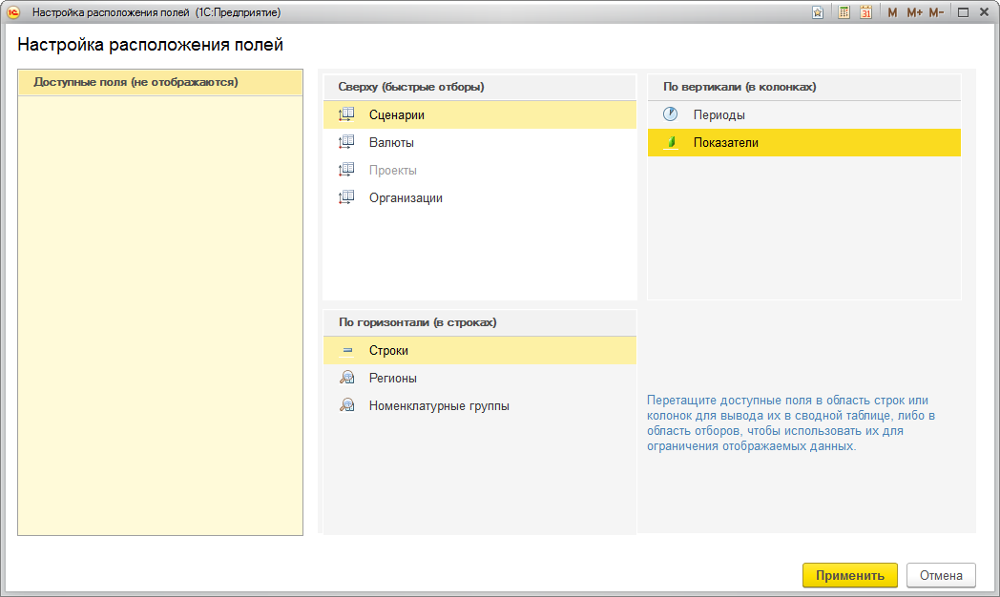 1С Настройка расположения полей (1С:Предприятие) 31 M M+ M-
Настройка расположения полей
Доступные поля (не отображаются)
Сверху (быстрые отборы)
Сценарии
Валюты
Проекты
Организации
По вертикали (в колонках)
Периоды
Показатели
По горизонтали (в строках)
Строки
Регионы
Номенклатурные группы
Перетащите доступные поля в область строк или
колонок для вывода их в сводной таблице, либо в
область отборов, чтобы использовать их для
ограничения отображаемых данных.
Применить
Отмена